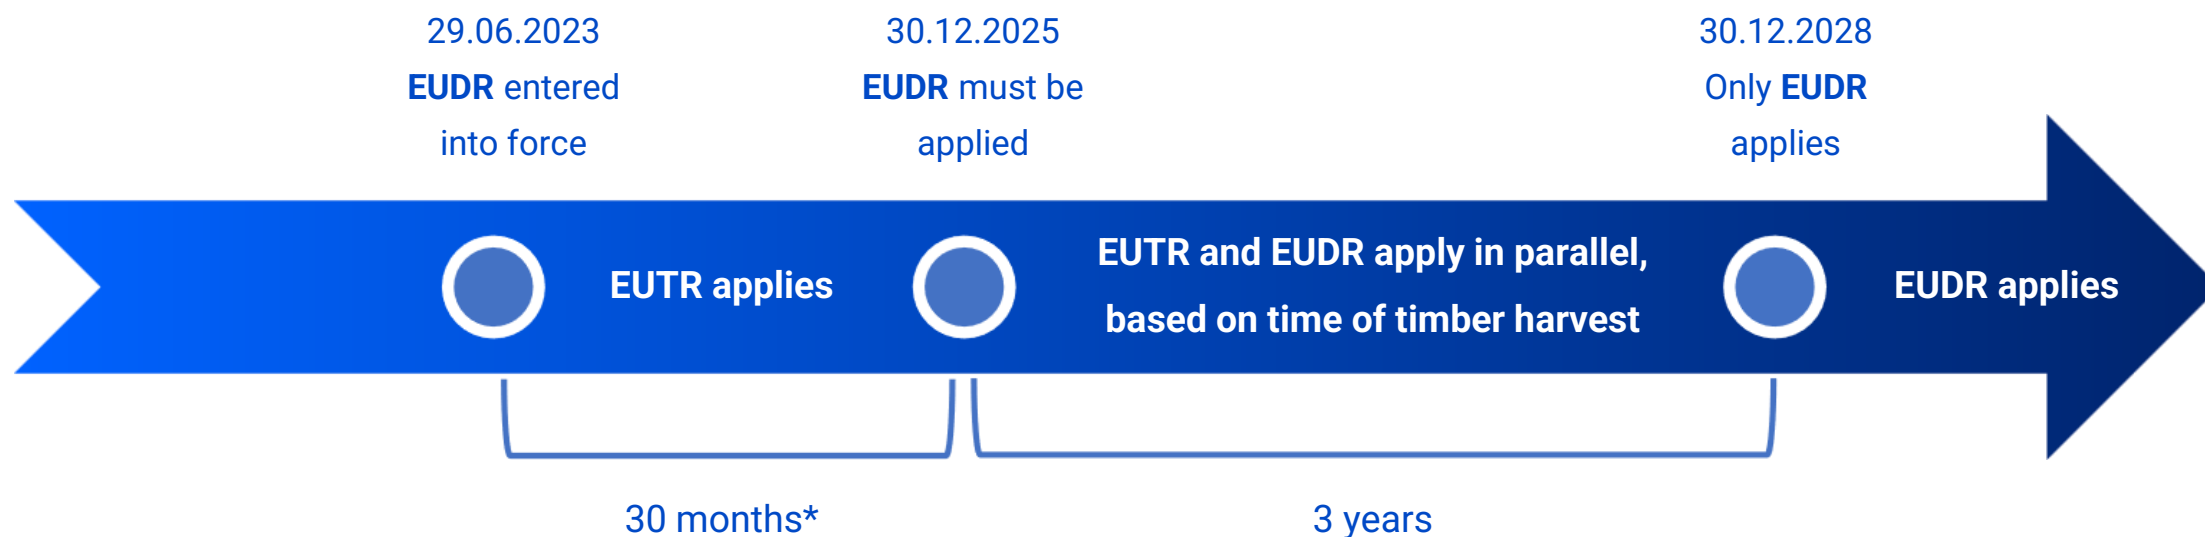 29.06.2023
EUDR entered
into force
30.12.2025
EUDR must be
applied
30.12.2028
Only EUDR
applies
EUTR applies
EUTR and EUDR apply in parallel,
based on time of timber harvest
EUDR applies
30 months*
3 years